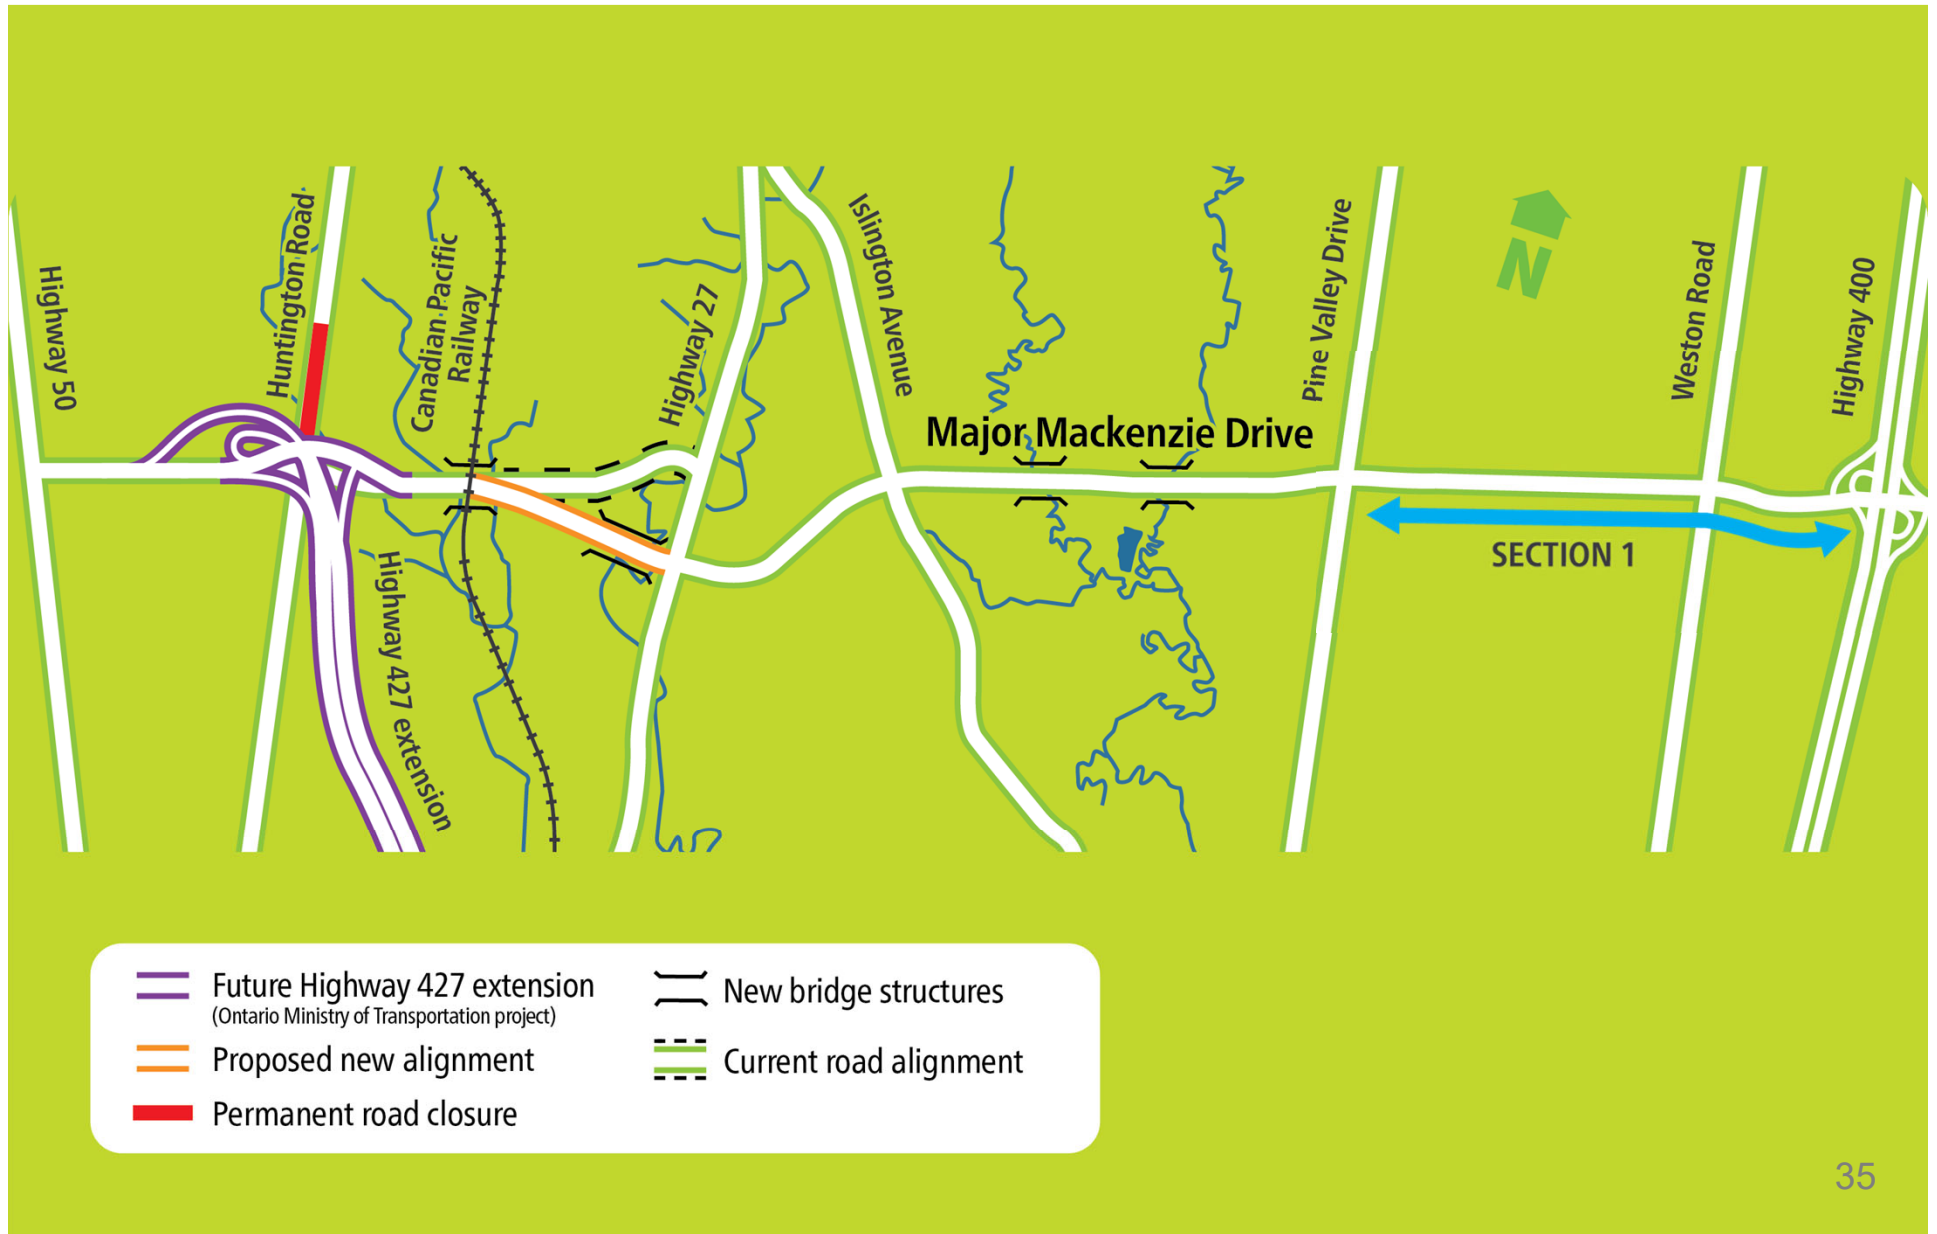 Highway 50
Huntington Road
Canadian Pacific
Railway
Highway 27
Islington Avenue
Pine Valley Drive
N
Weston Road
Highway 400
Major Mackenzie Drive
SECTION 1
Highway 427 extension
Future Highway 427 extension
(Ontario Ministry of Transportation project)
Proposed new alignment
Permanent road closure
New bridge structures
Current road alignment
35